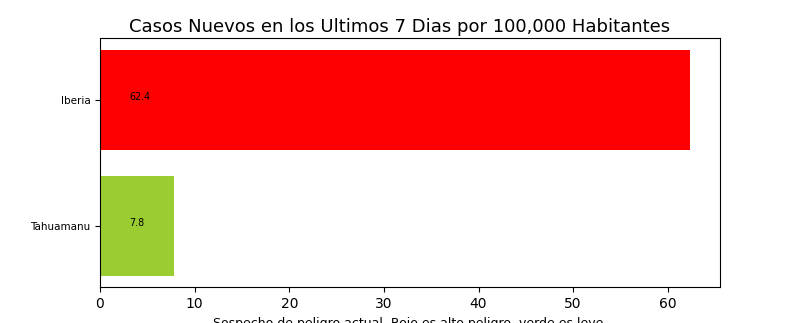 Casos Nuevos en los Ultimos 7 Dias por 100,000 Habitantes
Iberia
62.4
Tahuamanu
7.8
0 10 20 30 40 50 60
Sospecho de peligro actual. Rojo es alto peligro, verde es leve